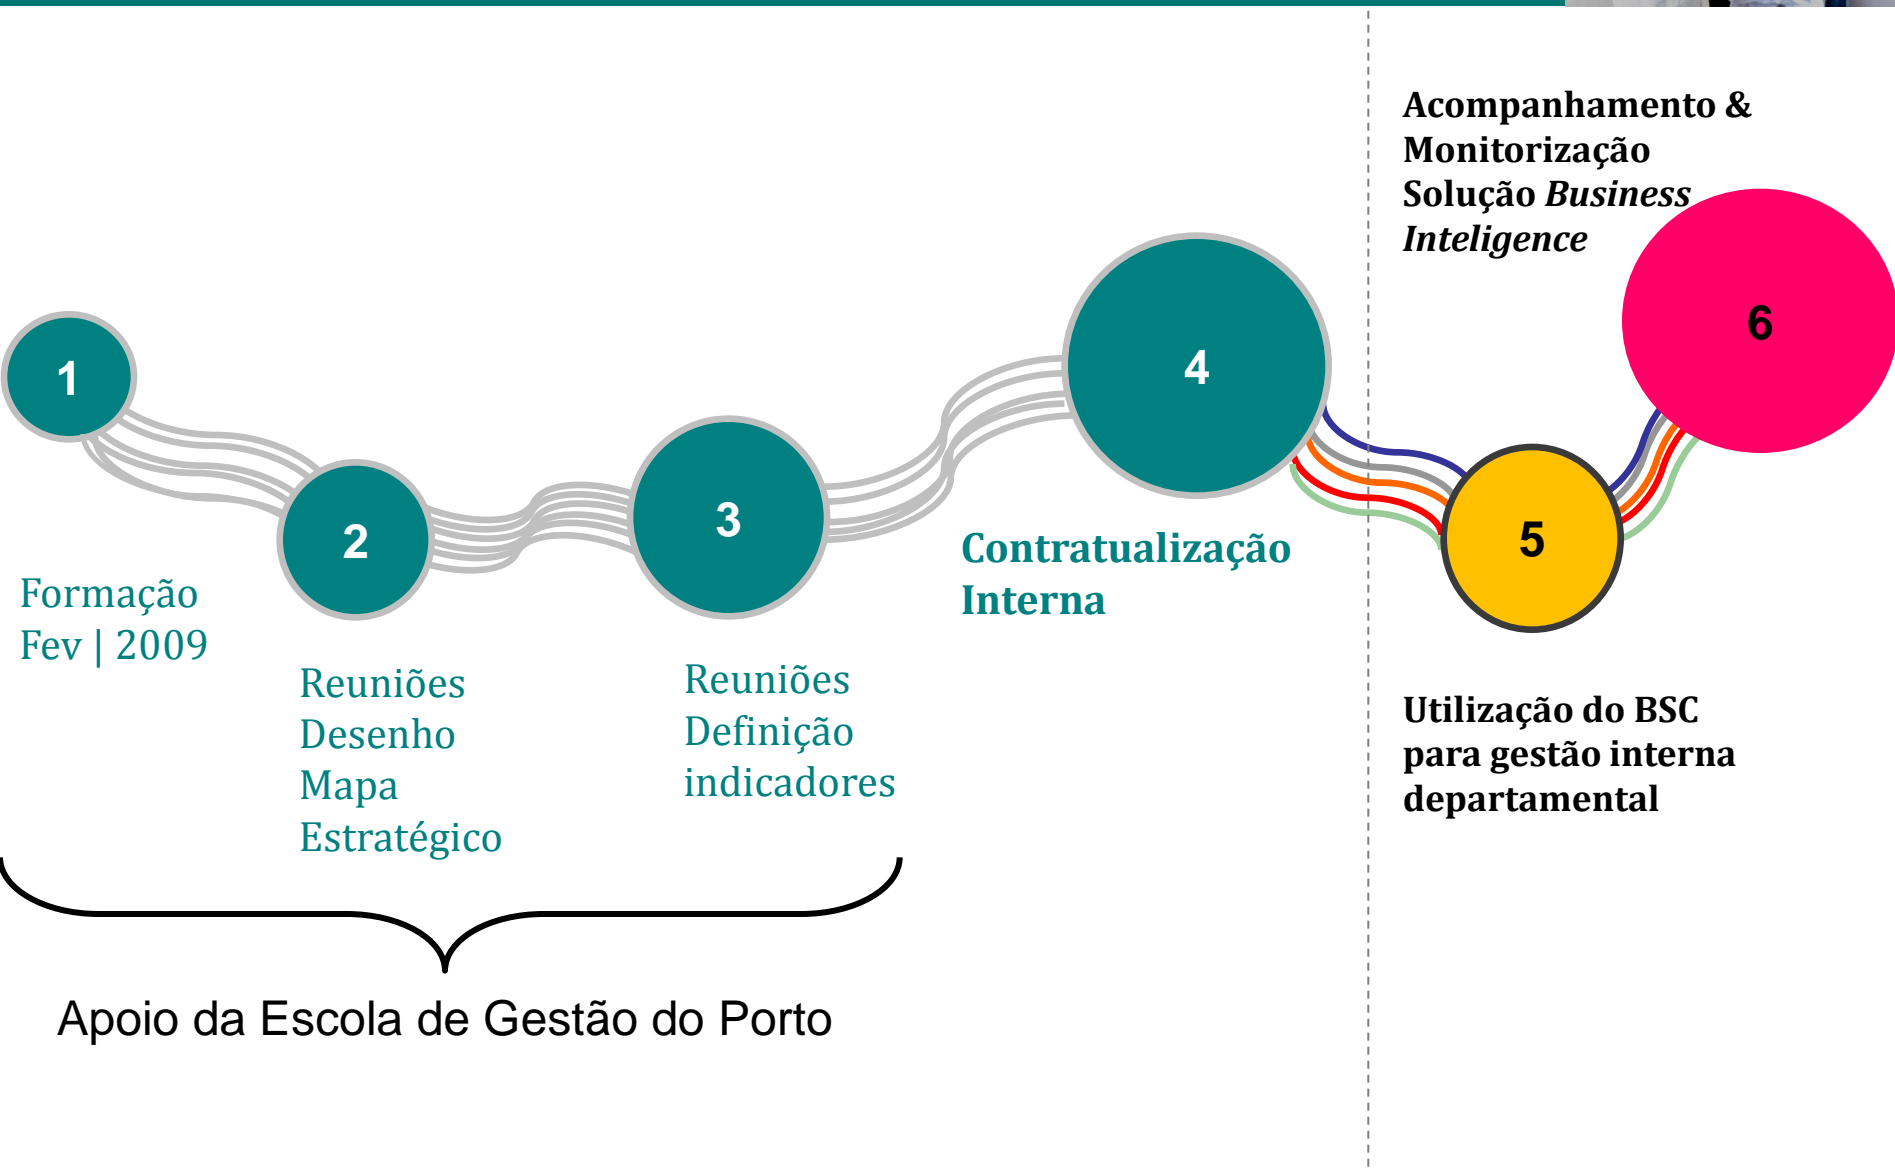 1
Formação
Fev | 2009
2
Reuniões
Desenho
Mapa
Estratégico
3
Reuniões
Definição
indicadores
4
Contratualização
Interna
5
Utilização do BSC
para gestão interna
departamental
6
Acompanhamento &
Monitorização
Solução Business
Inteligence
Apoio da Escola de Gestão do Porto